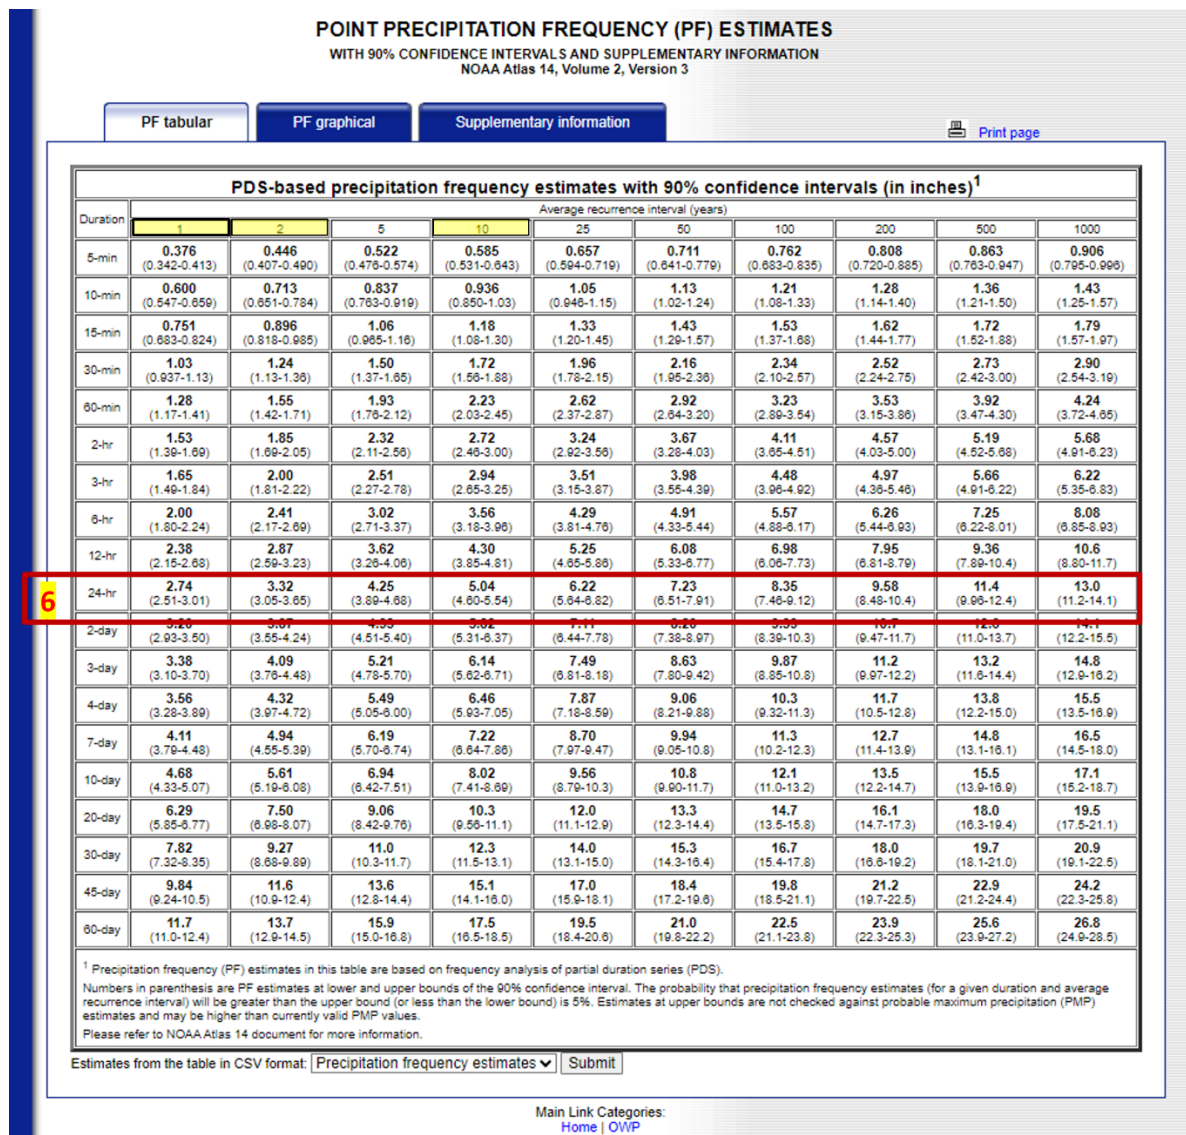 POINT PRECIPITATION FREQUENCY (PF) ESTIMATES
WITH 90% CONFIDENCE INTERVALS AND SUPPLEMENTARY INFORMATION
NOAA Atlas 14, Volume 2, Version 3
PF tabular PF graphical Supplementary information
Print page
PDS-based precipitation frequency estimates with 90% confidence intervals (in inches)1
Duration
Average recurrence interval (years)
1 2 5 10 25 50 100 200 500 1000
5-min 0.376 0.446 0.522 0.585 0.657 0.711 0.762 0.808 0.863 0.906
(0.342-0.413) (0.407-0.490) (0.476-0.574) (0.531-0.643) (0.594-0.719) (0.641-0.779) (0.683-0.835) (0.720-0.885) (0.763-0.947) (0.795-0.996)
10-min 0.600 0.713 0.837 0.936 1.05 1.13 1.21 1.28 1.36 1.43
(0.547-0.659) (0.651-0.784) (0.763-0.919) (0.850-1.03) (0.946-1.15) (1.02-1.24) (1.08-1.33) (1.14-1.40) (1.21-1.50) (1.25-1.57)
15-min 0.751 0.896 1.06 1.18 1.33 1.43 1.53 1.62 1.72 1.79
(0.683-0.824) (0.818-0.985) (0.965-1.16) (1.08-1.30) (1.20-1.45) (1.29-1.57) (1.37-1.68) (1.44-1.77) (1.52-1.88) (1.57-1.97)
30-min 1.03 1.24 1.50 1.72 1.96 2.16 2.34 2.52 2.73 2.90
(0.937-1.13) (1.13-1.36) (1.37-1.65) (1.56-1.88) (1.78-2.15) (1.95-2.36) (2.10-2.57) (2.24-2.75) (2.42-3.00) (2.54-3.19)
60-min 1.28 1.55 1.93 2.23 2.62 2.92 3.23 3.53 3.92 4.24
(1.17-1.41) (1.42-1.71) (1.76-2.12) (2.03-2.45) (2.37-2.87) (2.64-3.20) (2.89-3.54) (3.15-3.86) (3.47-4.30) (3.72-4.65)
2-hr 1.53 1.85 2.32 2.72 3.24 3.67 4.11 4.57 5.19 5.68
(1.39-1.69) (1.69-2.05) (2.11-2.56) (2.46-3.00) (2.92-3.56) (3.28-4.03) (3.65-4.51) (4.03-5.00) (4.52-5.68) (4.91-6.23)
3-hr 1.65 2.00 2.51 2.94 3.51 3.98 4.48 4.97 5.66 6.22
(1.49-1.84) (1.81-2.22) (2.27-2.78) (2.65-3.25) (3.15-3.87) (3.55-4.39) (3.96-4.92) (4.36-5.46) (4.91-6.22) (5.35-6.83)
6-hr 2.00 2.41 3.02 3.56 4.29 4.91 5.57 6.26 7.25 8.08
(1.80-2.24) (2.17-2.69) (2.71-3.37) (3.18-3.96) (3.81-4.76) (4.33-5.44) (4.88-6.17) (5.44-6.93) (6.22-8.01) (6.85-8.93)
12-hr 2.38 2.87 3.62 4.30 5.25 6.08 6.98 7.95 9.36 10.6
(2.15-2.68) (2.59-3.23) (3.26-4.06) (3.85-4.81) (4.65-5.86) (5.33-6.77) (6.06-7.73) (6.81-8.79) (7.89-10.4) (8.80-11.7)
6 24-hr 2.74 3.32 4.25 5.04 6.22 7.23 8.35 9.58 11.4 13.0
(2.51-3.01) (3.05-3.65) (3.89-4.68) (4.60-5.54) (5.64-6.82) (6.51-7.91) (7.46-9.12) (8.48-10.4) (9.96-12.4) (11.2-14.1)
2-day
(2.93-3.50) (3.55-4.24) (4.51-5.40) (5.31-6.37) (6.44-7.78) (7.38-8.97) (8.39-10.3) (9.47-11.7) (11.0-13.7) (12.2-15.5)
3-day 3.38 4.09 5.21 6.14 7.49 8.63 9.87 11.2 13.2 14.8
(3.10-3.70) (3.76-4.48) (4.78-5.70) (5.62-6.71) (6.81-8.18) (7.80-9.42) (8.85-10.8) (9.97-12.2) (11.6-14.4) (12.9-16.2)
4-day 3.56 4.32 5.49 6.46 7.87 9.06 10.3 11.7 13.8 15.5
(3.28-3.89) (3.97-4.72) (5.05-6.00) (5.93-7.05) (7.18-8.59) (8.21-9.88) (9.32-11.3) (10.5-12.8) (12.2-15.0) (13.5-16.9)
7-day 4.11 4.94 6.19 7.22 8.70 9.94 11.3 12.7 14.8 16.5
(3.79-4.48) (4.55-5.39) (5.70-6.74) (6.64-7.86) (7.97-9.47) (9.05-10.8) (10.2-12.3) (11.4-13.9) (13.1-16.1) (14.5-18.0)
10-day 4.68 5.61 6.94 8.02 9.56 10.8 12.1 13.5 15.5 17.1
(4.33-5.07) (5.19-6.08) (6.42-7.51) (7.41-8.69) (8.79-10.3) (9.90-11.7) (11.0-13.2) (12.2-14.7) (13.9-16.9) (15.2-18.7)
20-day 6.29 7.50 9.06 10.3 12.0 13.3 14.7 16.1 18.0 19.5
(5.85-6.77) (6.98-8.07) (8.42-9.76) (9.56-11.1) (11.1-12.9) (12.3-14.4) (13.5-15.8) (14.7-17.3) (16.3-19.4) (17.5-21.1)
30-day 7.82 9.27 11.0 12.3 14.0 15.3 16.7 18.0 19.7 20.9
(7.32-8.35) (8.68-9.89) (10.3-11.7) (11.5-13.1) (13.1-15.0) (14.3-16.4) (15.4-17.8) (16.6-19.2) (18.1-21.0) (19.1-22.5)
45-day 9.84 11.6 13.6 15.1 17.0 18.4 19.8 21.2 22.9 24.2
(9.24-10.5) (10.9-12.4) (12.8-14.4) (14.1-16.0) (15.9-18.1) (17.2-19.6) (18.5-21.1) (19.7-22.5) (21.2-24.4) (22.3-25.8)
60-day 11.7 13.7 15.9 17.5 19.5 21.0 22.5 23.9 25.6 26.8
(11.0-12.4) (12.9-14.5) (15.0-16.8) (16.5-18.5) (18.4-20.6) (19.8-22.2) (21.1-23.8) (22.3-25.3) (23.9-27.2) (24.9-28.5)
1 Precipitation frequency (PF) estimates in this table are based on frequency analysis of partial duration series (PDS).
Numbers in parenthesis are PF estimates at lower and upper bounds of the 90% confidence interval. The probability that precipitation frequency estimates (for a given duration and average
recurrence interval) will be greater than the upper bound (or less than the lower bound) is 5%. Estimates at upper bounds are not checked against probable maximum precipitation (PMP)
estimates and may be higher than currently valid PMP values.
Please refer to NOAA Atlas 14 document for more information.
Estimates from the table in CSV format: Precipitation frequency estimates Submit
Main Link Categories:
Home | OWP